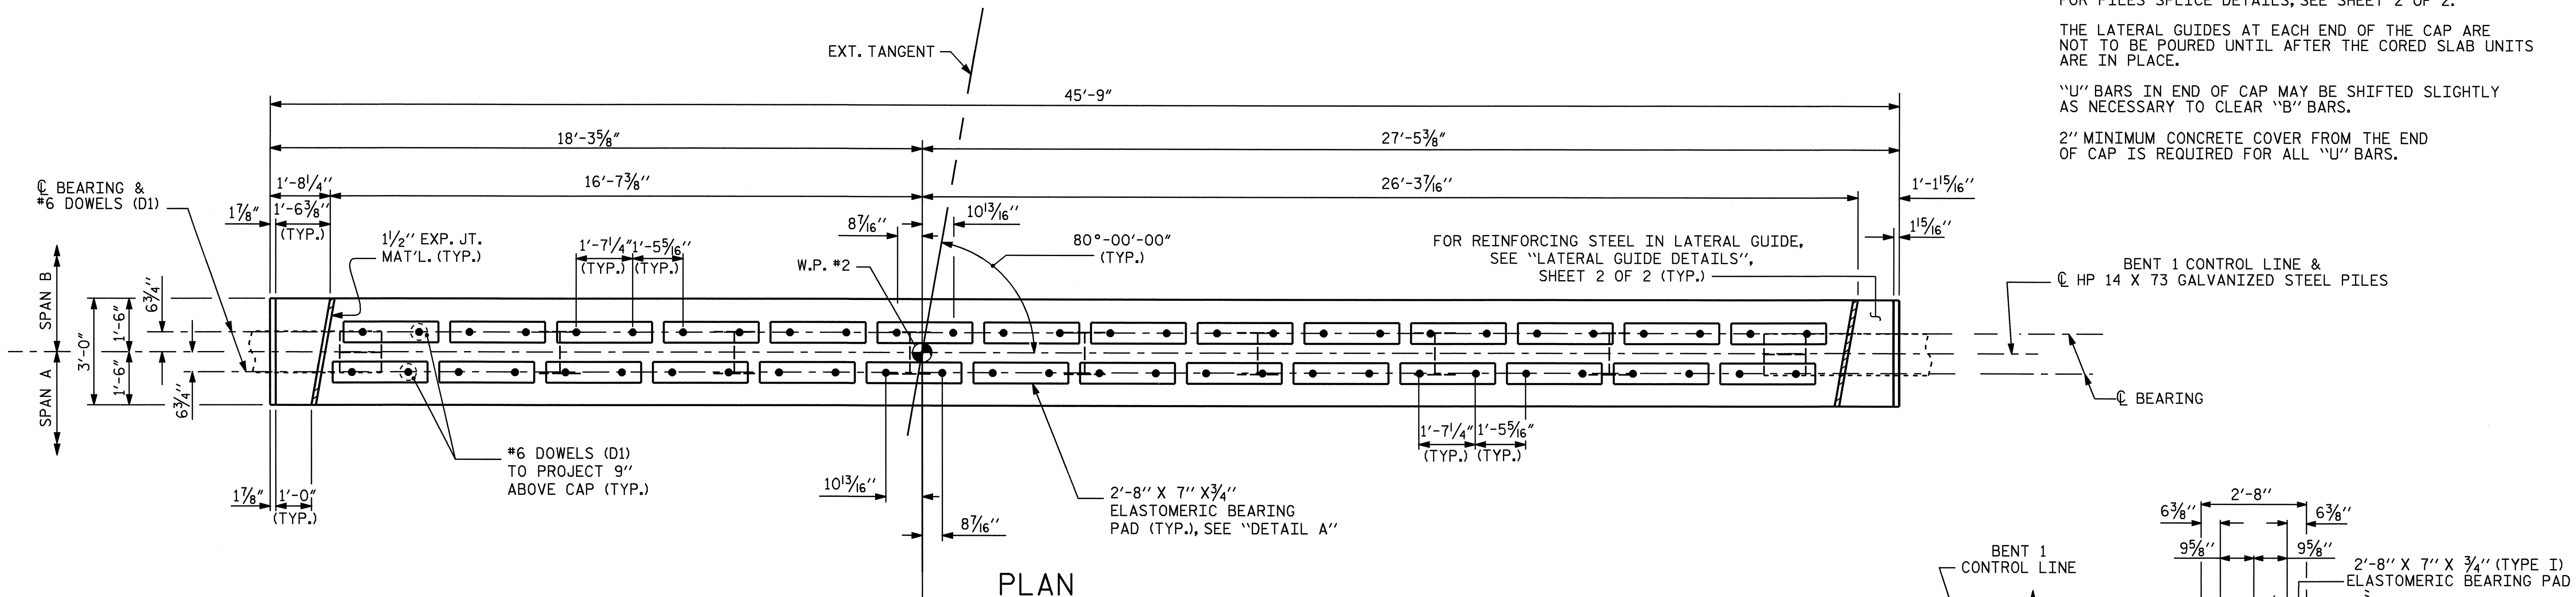 FOR PILES SPLICE DETAILS, SEE SHEET 2 OF 2.
THE LATERAL GUIDES AT EACH END OF THE CAP ARE
NOT TO BE POURED UNTIL AFTER THE CORED SLAB UNITS
ARE IN PLACE.
"U" BARS IN END OF CAP MAY BE SHIFTED SLIGHTLY
AS NECESSARY TO CLEAR "B" BARS.
2" MINIMUM CONCRETE COVER FROM THE END
OF CAP IS REQUIRED FOR ALL "U" BARS.
EXT. TANGENT
45'-9"
18'-3⅝"
27'-5⅜"
1'-8¼"
16'-7⅜"
26'-3⁷⁄₁₆"
1'-1¹⁵⁄₁₆"
℄ BEARING &
#6 DOWELS (D1)
1⅞"
1'-6⅜"
(TYP.)
1½" EXP. JT.
MAT'L. (TYP.)
1'-7¼"
(TYP.)
1'-5⁵⁄₁₆"
(TYP.)
8⁷⁄₁₆"
10¹³⁄₁₆"
W.P. #2
80°-00'-00"
(TYP.)
FOR REINFORCING STEEL IN LATERAL GUIDE,
SEE "LATERAL GUIDE DETAILS",
SHEET 2 OF 2 (TYP.)
1¹⁵⁄₁₆"
BENT 1 CONTROL LINE &
℄ HP 14 X 73 GALVANIZED STEEL PILES
SPAN B
SPAN A
3'-0"
1'-6"
1'-6"
6¾"
6¾"
℄ BEARING
1⅞"
1'-0"
(TYP.)
#6 DOWELS (D1)
TO PROJECT 9"
ABOVE CAP (TYP.)
10¹³⁄₁₆"
8⁷⁄₁₆"
2'-8" X 7" X ¾"
ELASTOMERIC BEARING
PAD (TYP.), SEE "DETAIL A"
1'-7¼"
(TYP.)
1'-5⁵⁄₁₆"
(TYP.)
PLAN
2'-8"
6⅜"
6⅜"
9⅝"
9⅝"
BENT 1
CONTROL LINE
2'-8" X 7" X ¾" (TYPE I)
ELASTOMERIC BEARING PAD